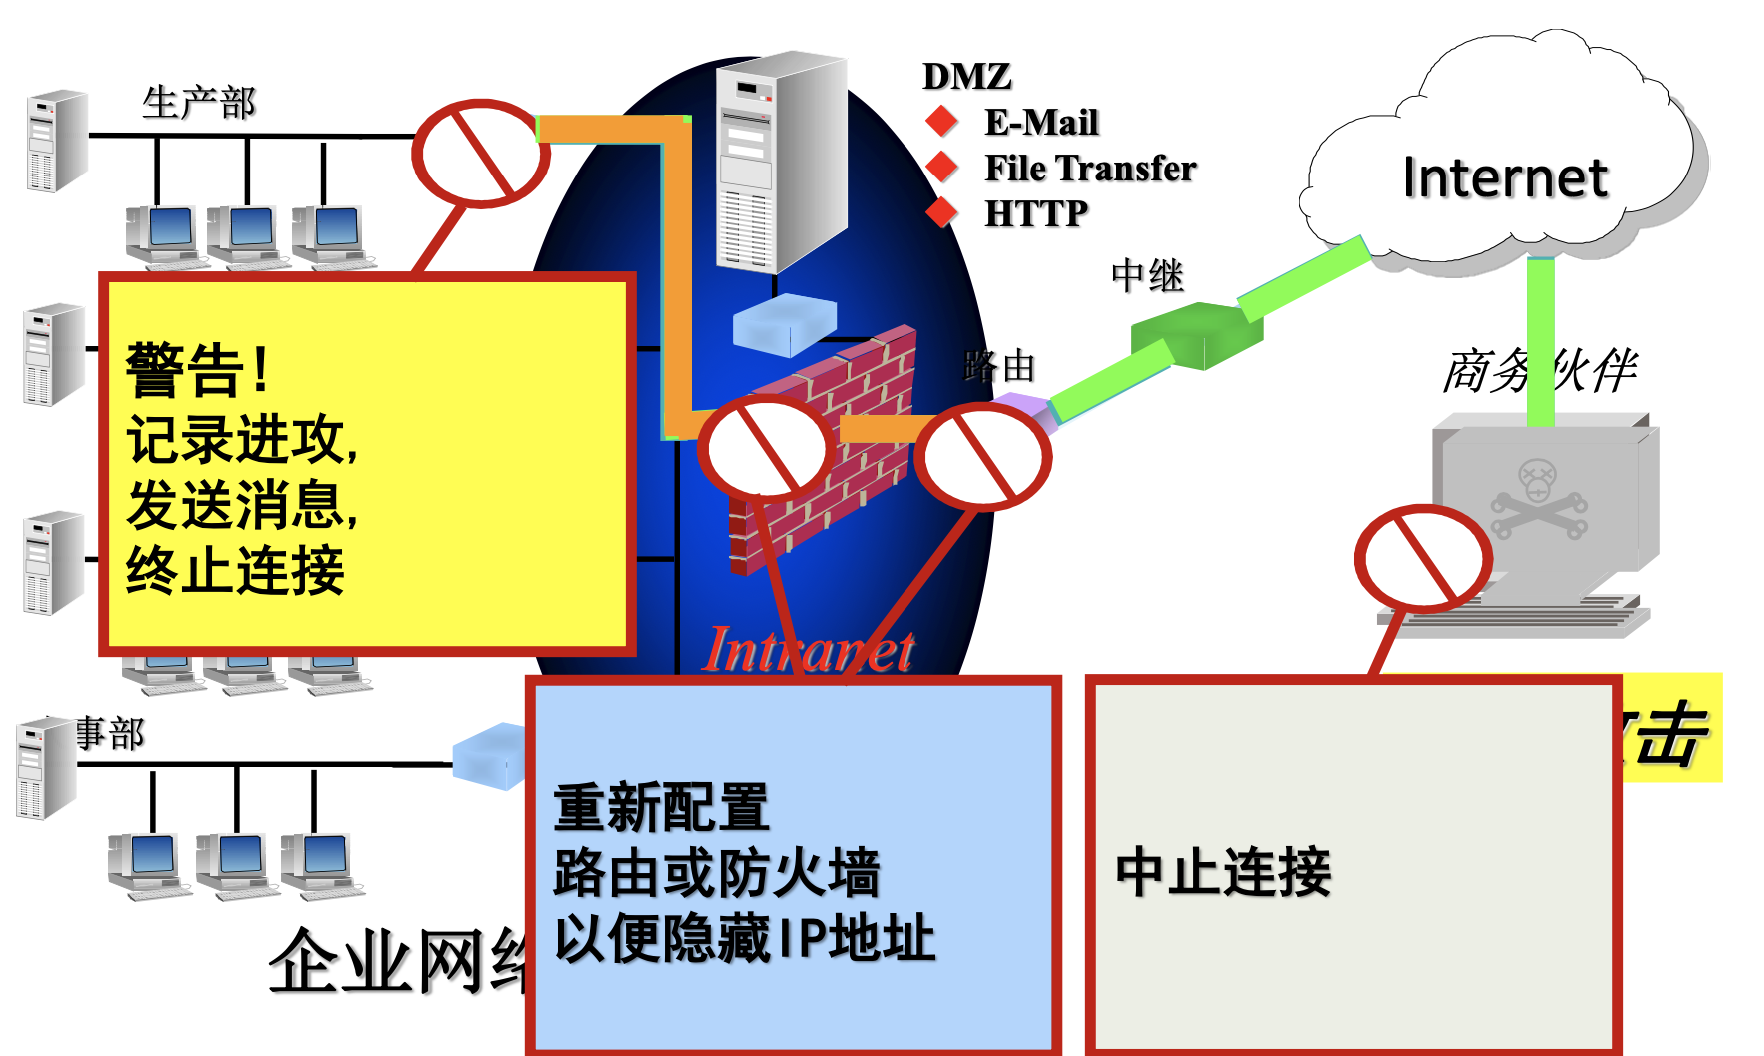 生产部
DMZ
E-Mail
File Transfer
HTTP
Internet
中继
路由
商务伙伴
警告!
记录进攻,
发送消息,
终止连接
Intranet
事部
击
重新配置
路由或防火墙
以便隐藏IP地址
中止连接
企业网络